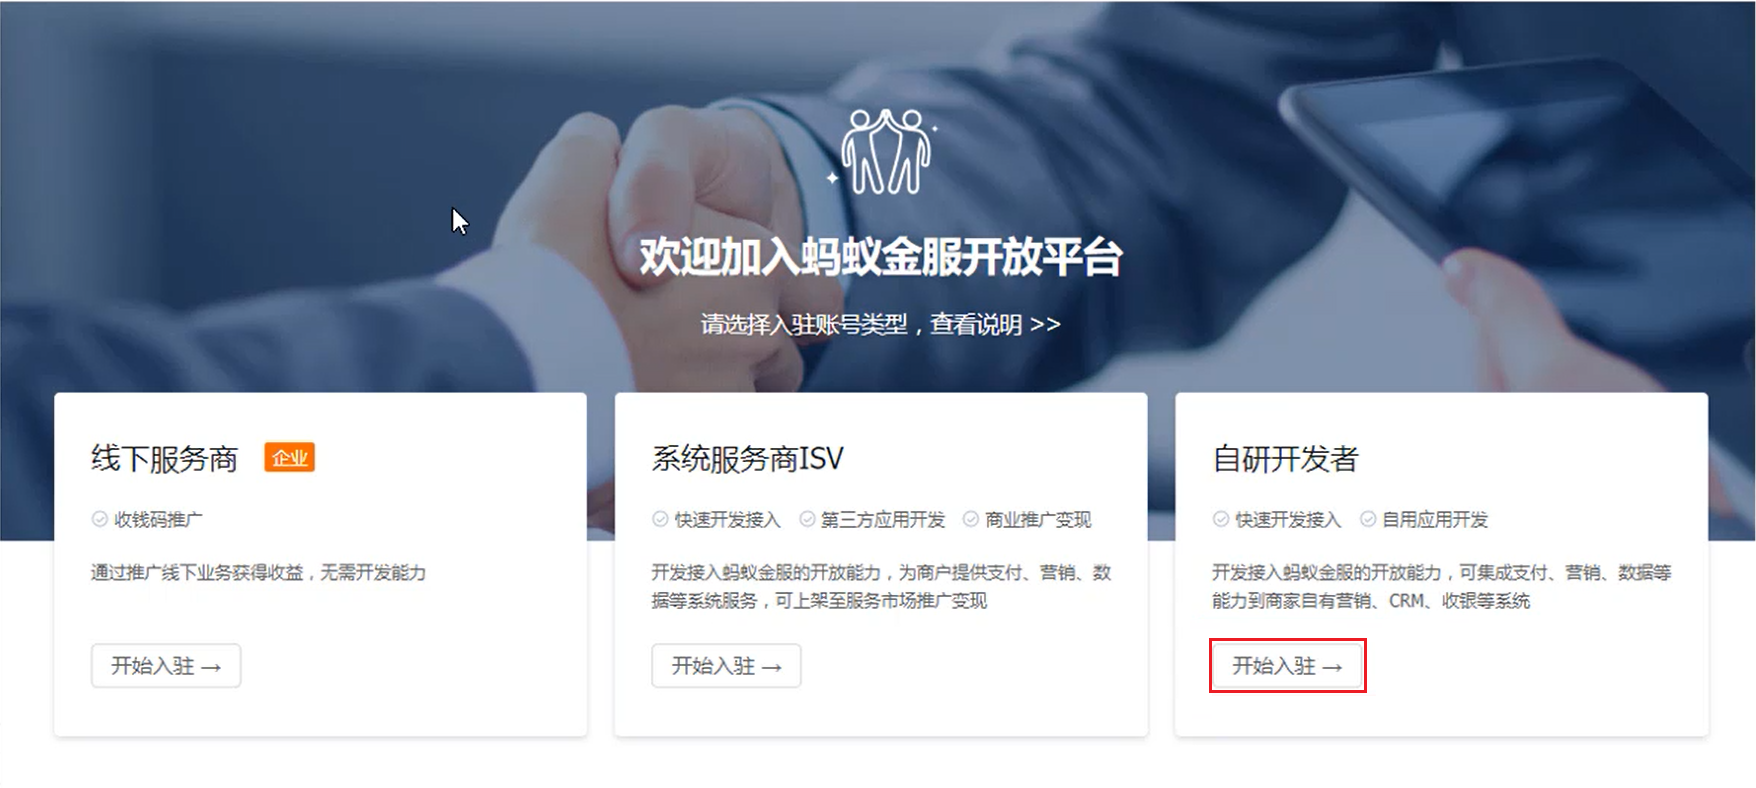 欢迎加入蚂蚁金服开放平台
请选择入驻账号类型，查看说明 >>
线下服务商 企业
收钱码推广
通过推广线下业务获得收益，无需开发能力
开始入驻 →
系统服务商ISV
快速开发接入 第三方应用开发 商业推广变现
开发接入蚂蚁金服的开放能力，为商户提供支付、营销、数
据等系统服务，可上架至服务市场推广变现
开始入驻 →
自研开发者
快速开发接入 自用应用开发
开发接入蚂蚁金服的开放能力，可集成支付、营销、数据等
能力到商家自有营销、CRM、收银等系统
开始入驻 →